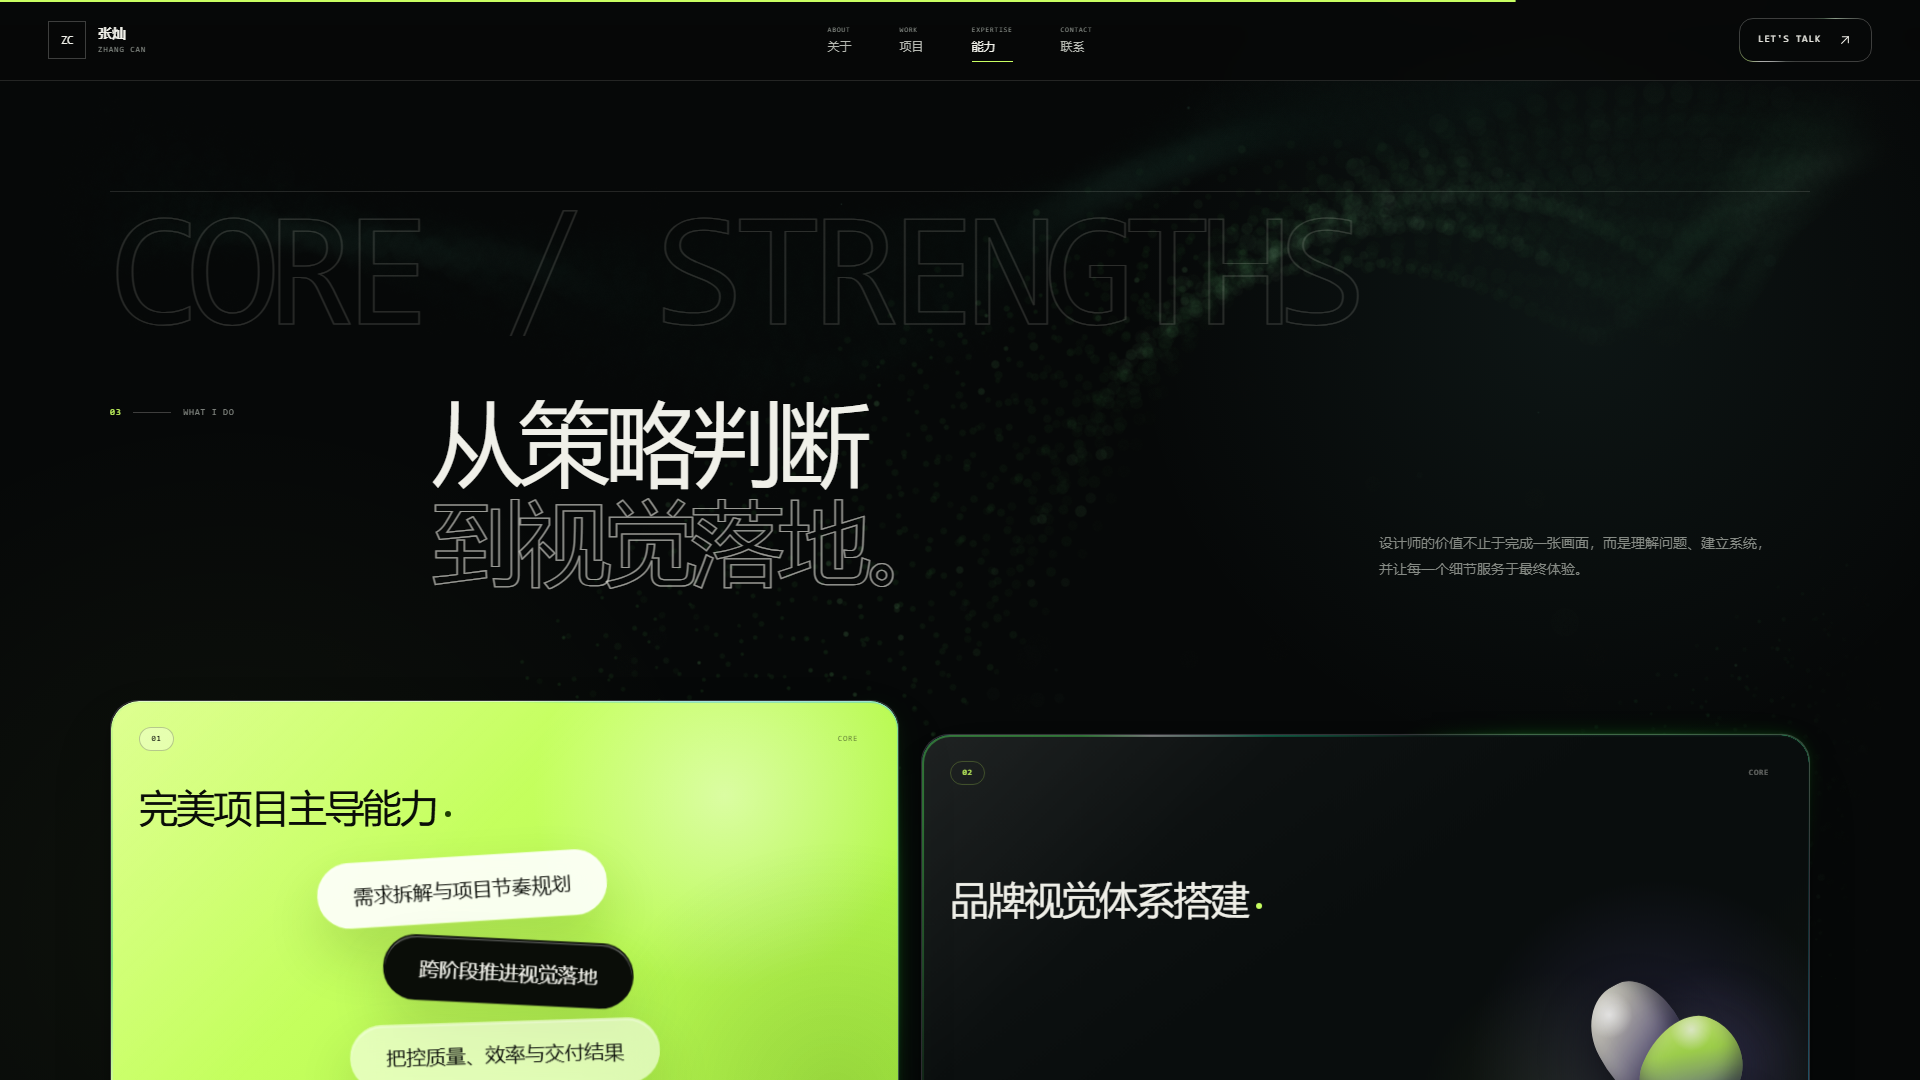 ZC
张灿
ZHANG CAN
ABOUT
关于
WORK
项目
EXPERTISE
能力
CONTACT
联系
LET'S TALK
CORE / STRENGTHS
03
WHAT I DO
从策略判断
到视觉落地。
设计师的价值不止于完成一张画面，而是理解问题、建立系统，
并让每一个细节服务于最终体验。
01
CORE
完美项目主导能力
需求拆解与项目节奏规划
跨阶段推进视觉落地
把控质量、效率与交付结果
02
CORE
品牌视觉体系搭建